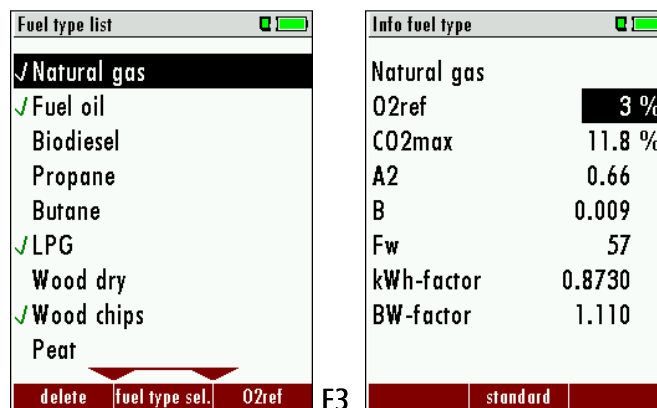 Fuel type list
Natural gas
Fuel oil
Biodiesel
Propane
Butane
LPG
Wood dry
Wood chips
Peat
delete fuel type sel. O2ref
F3
Info fuel type
Natural gas
O2ref 3 %
CO2max 11.8 %
A2 0.66
B 0.009
Fw 57
kWh-factor 0.8730
BW-factor 1.110
standard